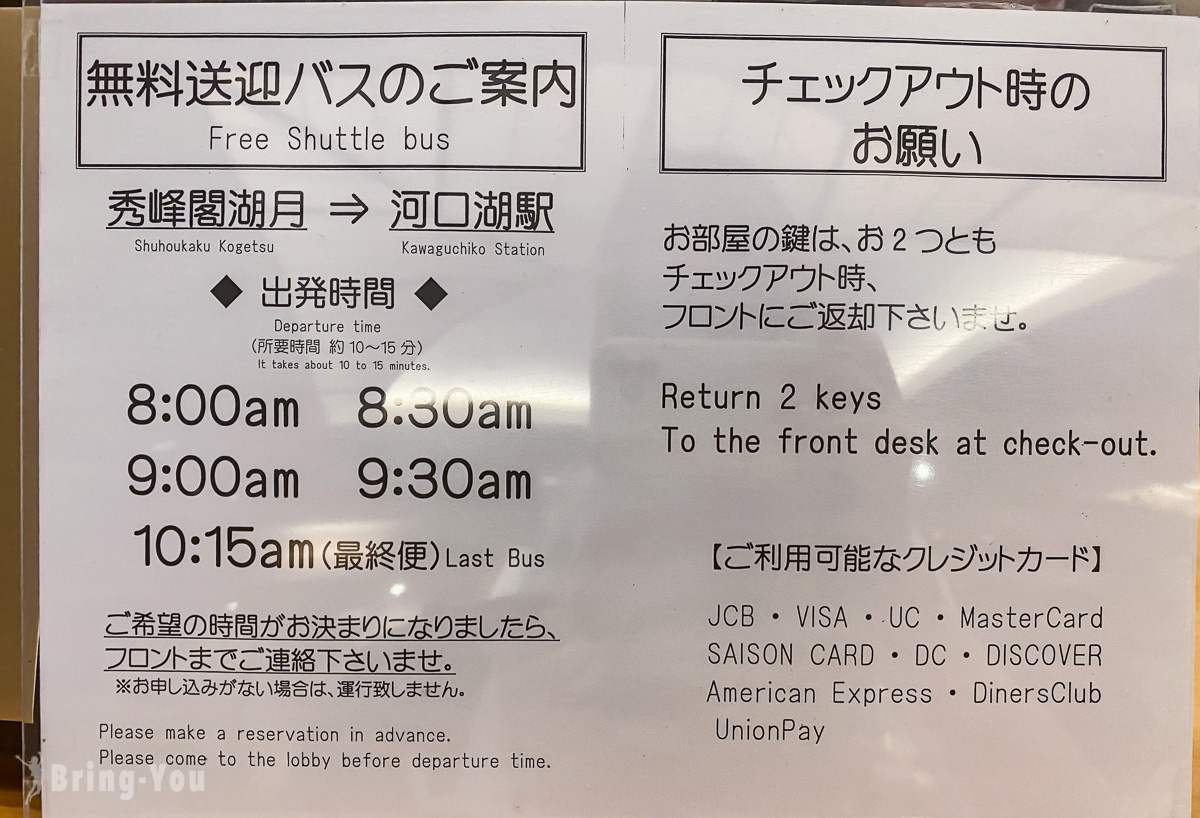 無料送迎バスのご案内
Free Shuttle bus
秀峰閣湖月 ⇒ 河口湖駅
Shuhoukaku Kogetsu Kawaguchiko Station
◆ 出発時間 ◆
Departure time
(所要時間 約10～15分)
It takes about 10 to 15 minutes.
8:00am 8:30am
9:00am 9:30am
10:15am(最終便)Last Bus
ご希望の時間がお決まりになりましたら、
フロントまでご連絡下さいませ。
※お申し込みがない場合は、運行致しません。
Please make a reservation in advance.
Please come to the lobby before departure time.
チェックアウト時の
お願い
お部屋の鍵は、お2つとも
チェックアウト時、
フロントにご返却下さいませ。
Return 2 keys
To the front desk at check-out.
【ご利用可能なクレジットカード】
JCB・VISA・UC・MasterCard
SAISON CARD・DC・DISCOVER
American Express・DinersClub
UnionPay
Bring-You